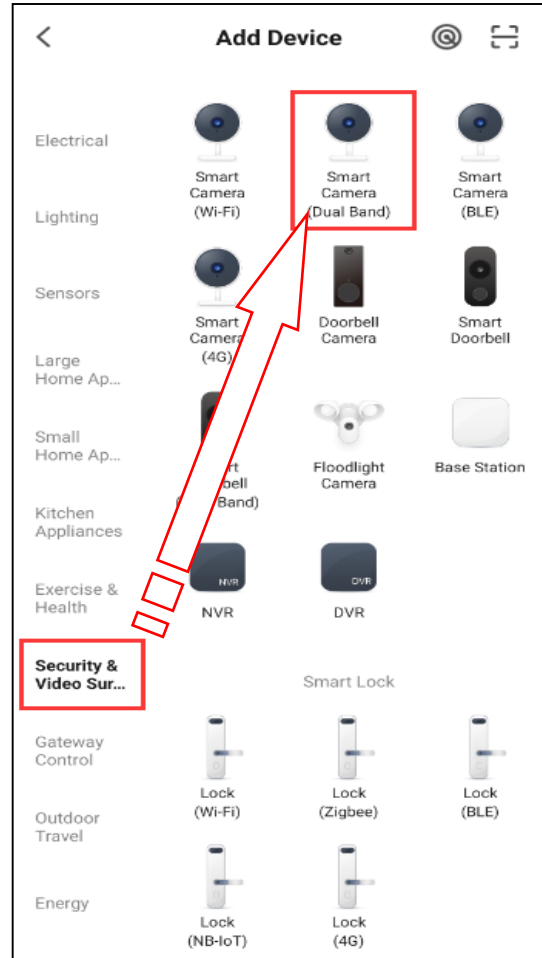 Add Device
Electrical
Lighting
Sensors
Large
Home Ap...
Small
Home Ap...
Kitchen
Appliances
Exercise &
Health
Security &
Video Sur...
Gateway
Control
Outdoor
Travel
Energy
Smart
Camera
(Wi-Fi)
Smart
Camera
(Dual Band)
Smart
Camera
(BLE)
Smart
Camera
(4G)
Doorbell
Camera
Smart
Doorbell
Band)
Floodlight
Camera
Base Station
NVR
NVR
DVR
DVR
Smart Lock
Lock
(Wi-Fi)
Lock
(Zigbee)
Lock
(BLE)
Lock
(NB-IoT)
Lock
(4G)